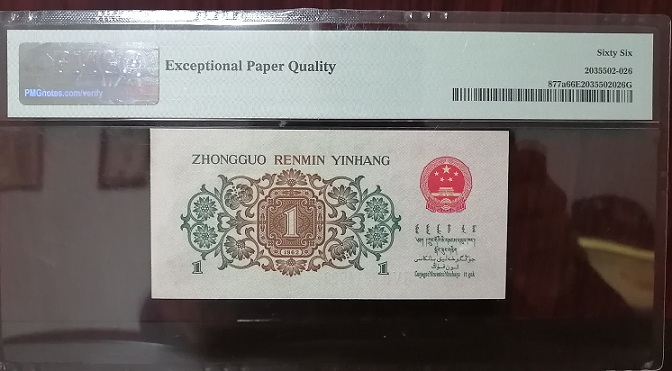 Exceptional Paper Quality
Sixty Six
2035502-026
877a66E2035502026G
PMGnotes.com/verify
ZHONGGUO RENMIN YINHANG
1
1962
1
1